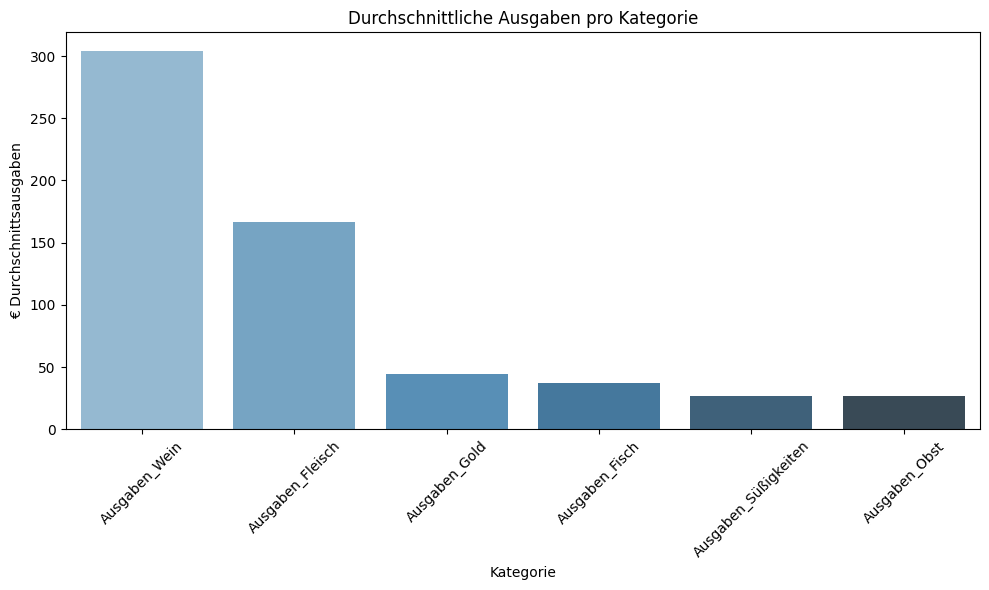 Durchschnittliche Ausgaben pro Kategorie
€ Durchschnittsausgaben
300
250
200
150
100
50
0
Ausgaben_Wein
Ausgaben_Fleisch
Ausgaben_Gold
Ausgaben_Fisch
Ausgaben_Süßigkeiten
Ausgaben_Obst
Kategorie